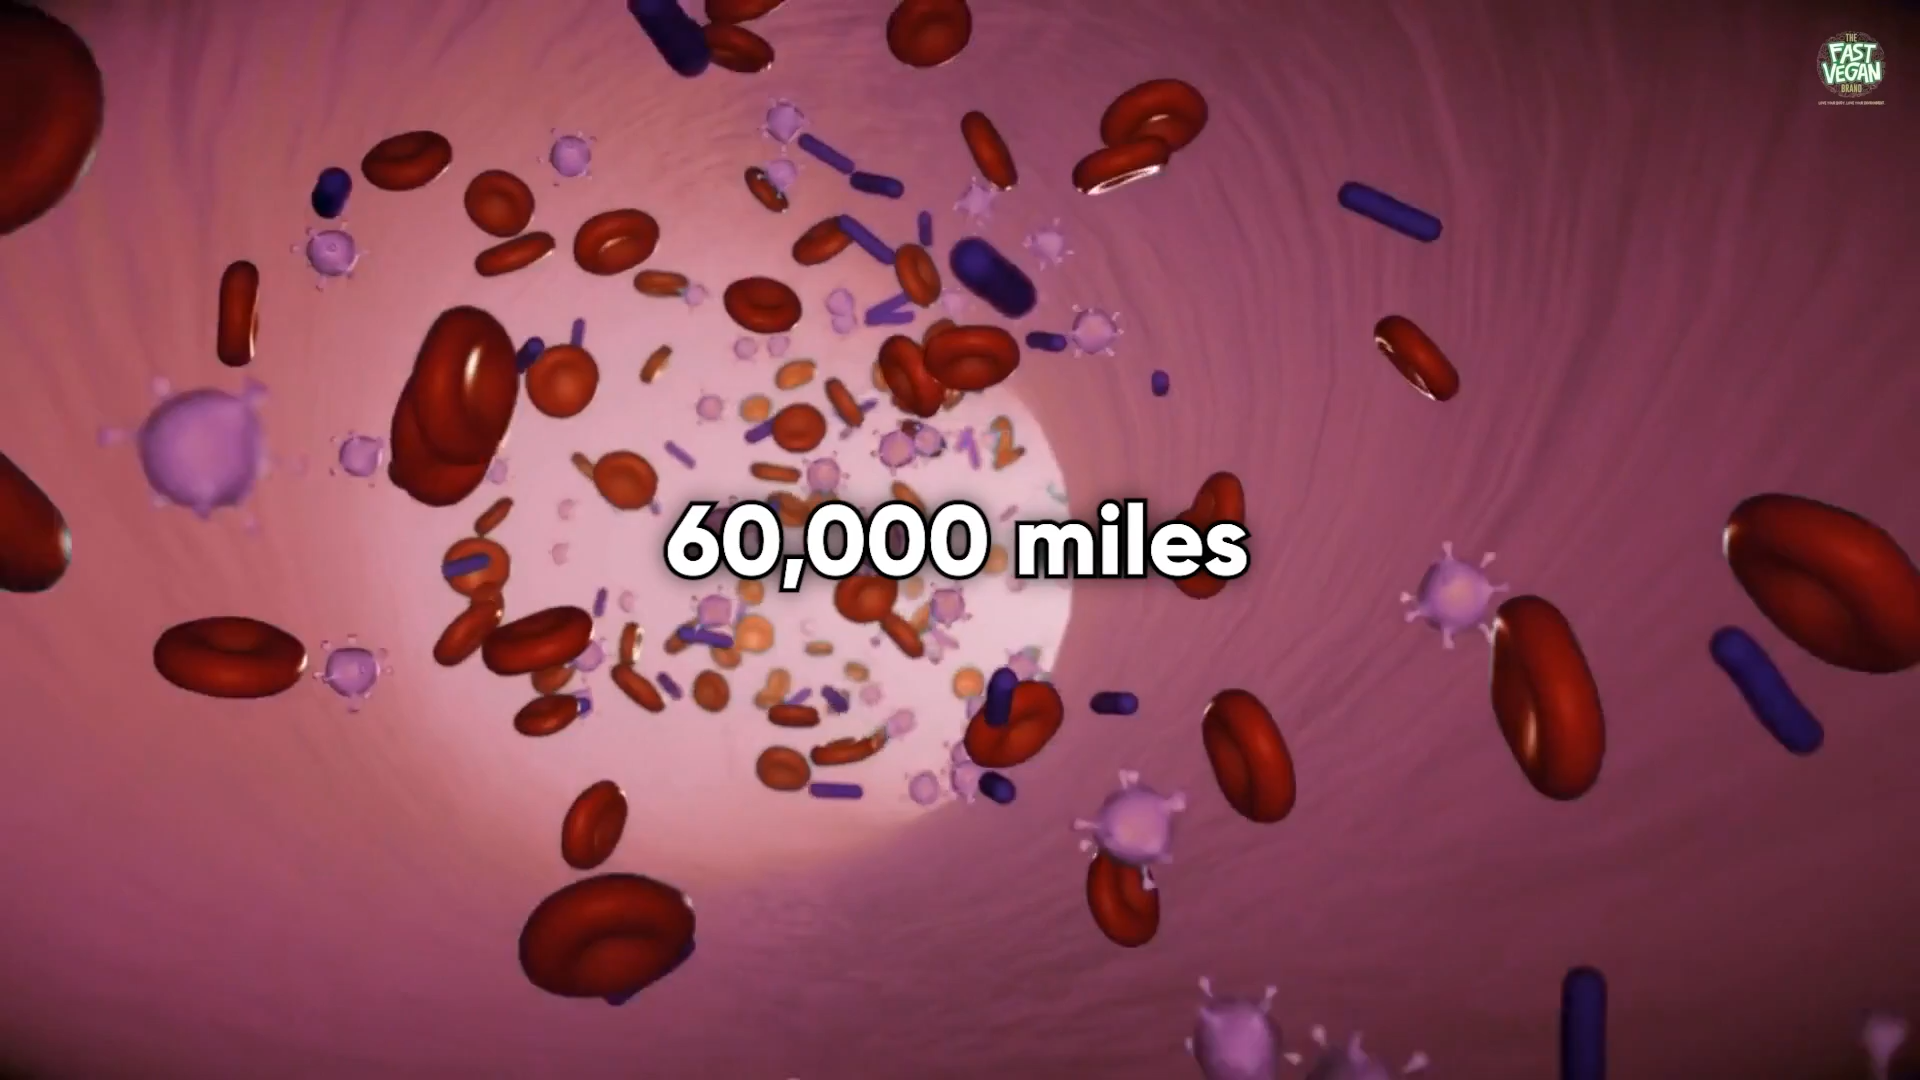 THE
FAST
VEGAN
BRAND
60,000 miles